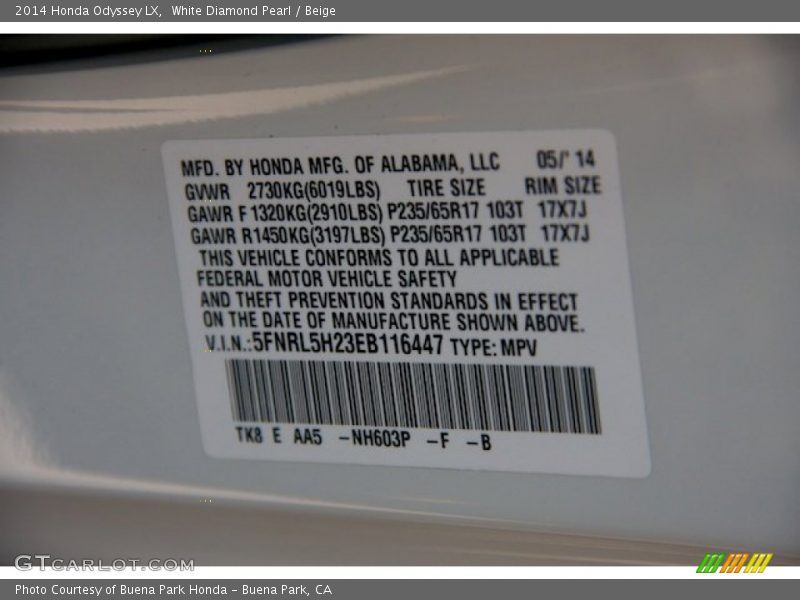 2014 Honda Odyssey LX, White Diamond Pearl / Beige
MFD. BY HONDA MFG. OF ALABAMA, LLC 05/' 14
GVWR 2730KG(6019LBS) TIRE SIZE RIM SIZE
GAWR F 1320KG(2910LBS) P235/65R17 103T 17X7J
GAWR R1450KG(3197LBS) P235/65R17 103T 17X7J
THIS VEHICLE CONFORMS TO ALL APPLICABLE
FEDERAL MOTOR VEHICLE SAFETY
AND THEFT PREVENTION STANDARDS IN EFFECT
ON THE DATE OF MANUFACTURE SHOWN ABOVE.
V.I.N.:5FNRL5H23EB116447 TYPE: MPV
TK8 E AA5 -NH603P -F -B
GTCARLOT.COM
Photo Courtesy of Buena Park Honda - Buena Park, CA